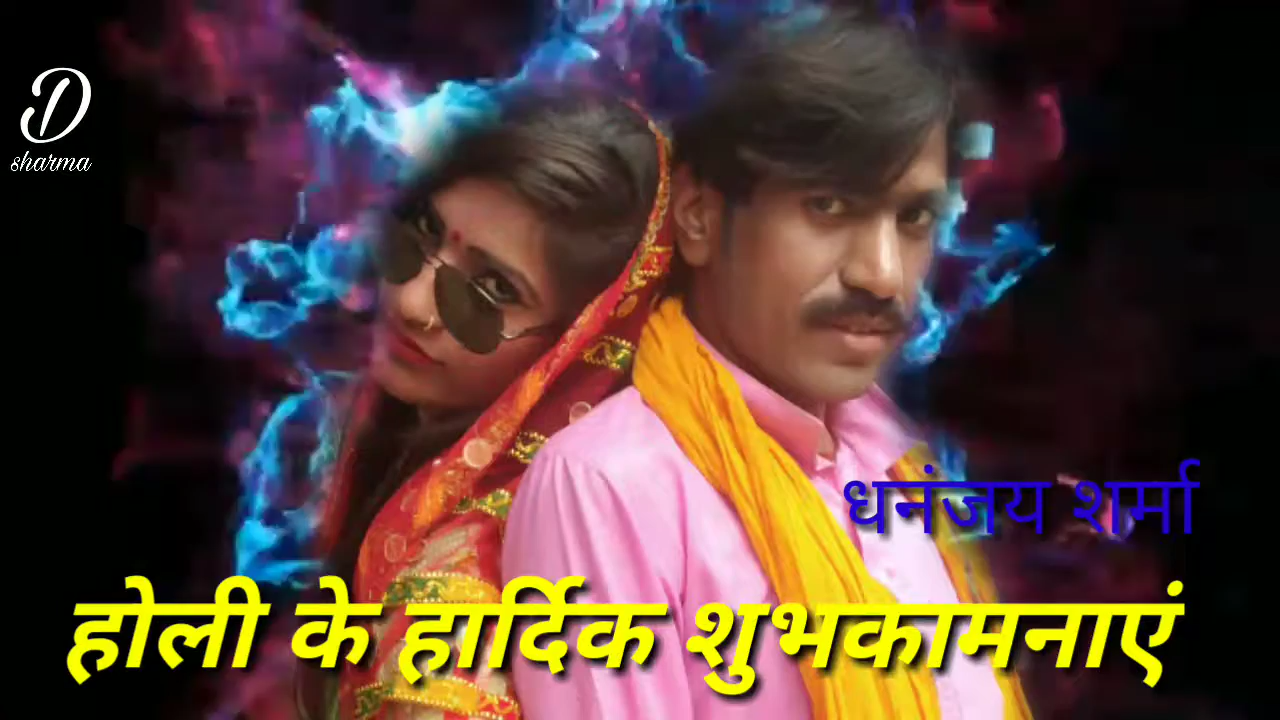 D
sharma
धनंजय शर्मा
होली के हार्दिक शुभकामनाएं